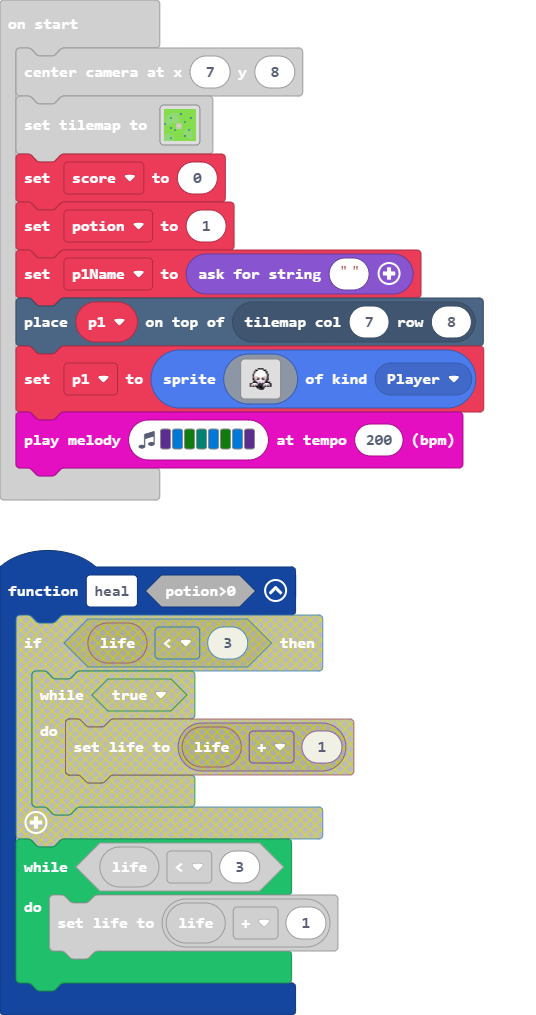 on start
center camera at x 7 y 8
set tilemap to
set score to 0
set potion to 1
set p1Name to ask for string " "
place p1 on top of tilemap col 7 row 8
set p1 to sprite of kind Player
play melody at tempo 200 (bpm)
function heal potion>0
if life < 3 then
while true
do
set life to life + 1
while life < 3
do
set life to life + 1